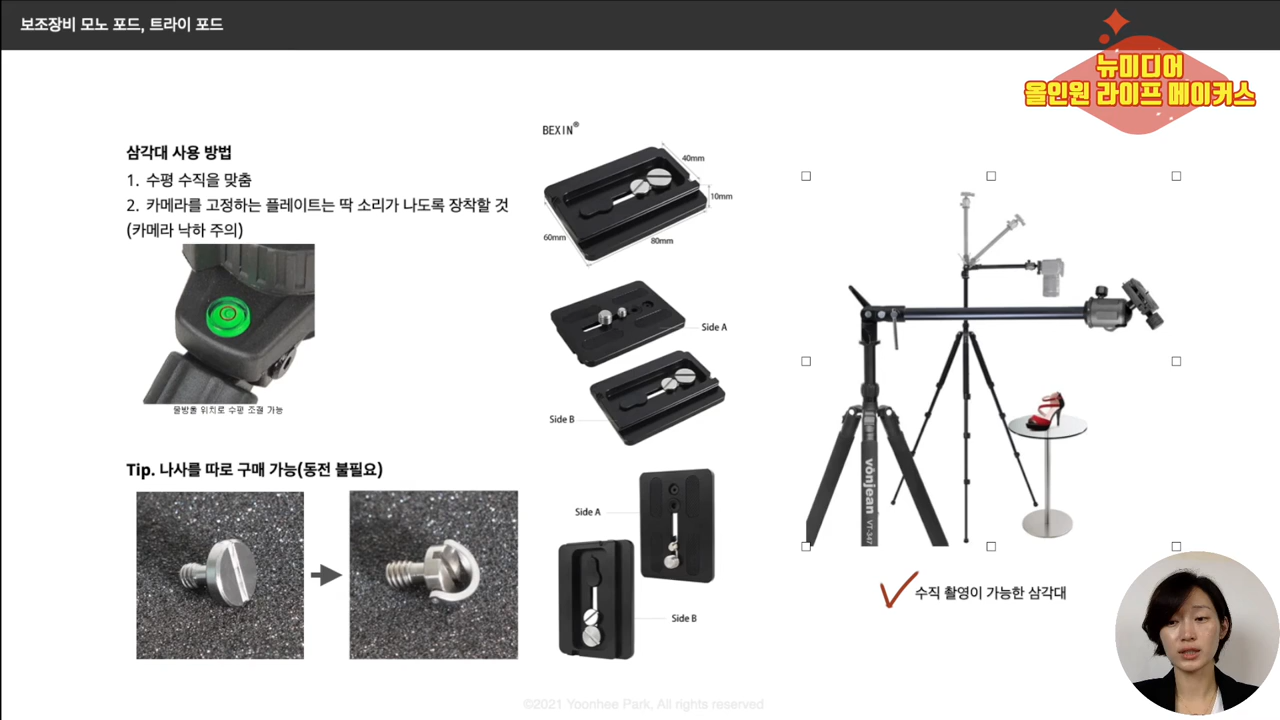 보조장비 모노 포드, 트라이 포드
뉴미디어
올인원 라이프 메이커스
삼각대 사용 방법
1. 수평 수직을 맞춤
2. 카메라를 고정하는 플레이트는 딱 소리가 나도록 장착할 것
(카메라 낙하 주의)
물방울 위치로 수평 조절 가능
Tip. 나사를 따로 구매 가능(동전 불필요)
BEXIN®
40mm
10mm
60mm
80mm
Side A
Side B
Side A
Side B
vönjean VT-347
수직 촬영이 가능한 삼각대
©2021 Yoonhee Park, All rights reserved